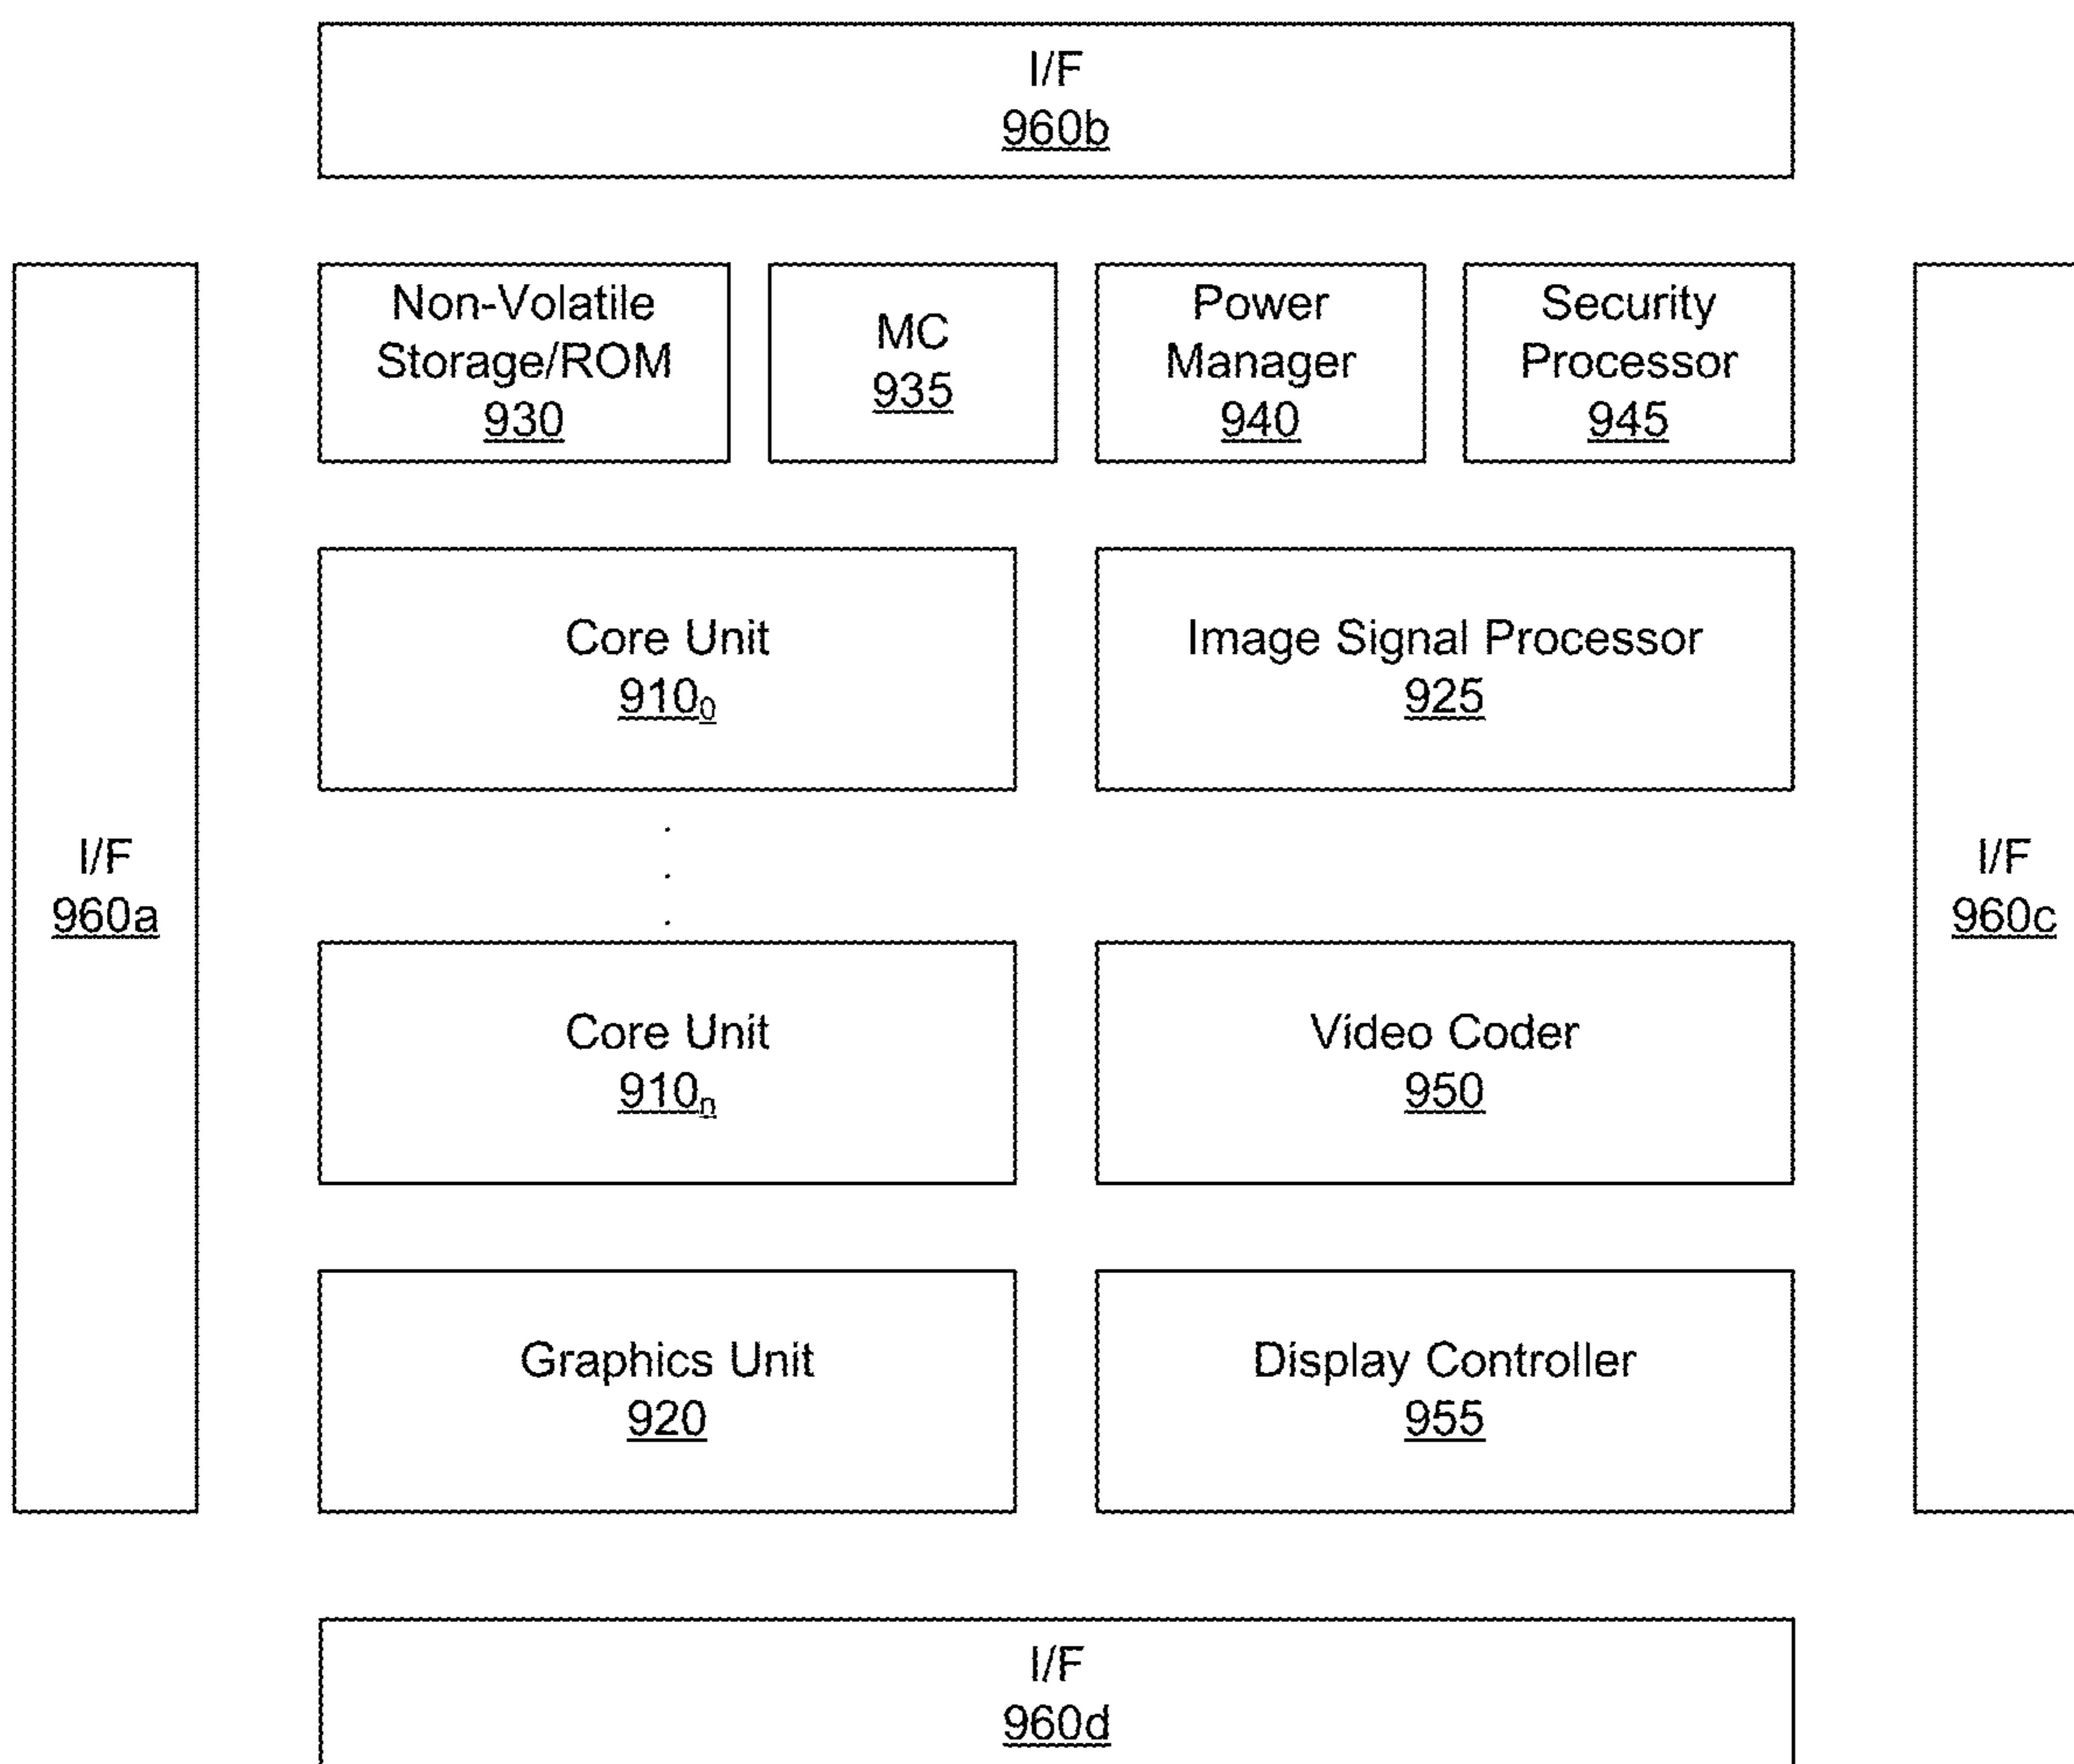 I/F
960b
Non-Volatile
Storage/ROM
930
MC
935
Power
Manager
940
Security
Processor
945
Core Unit
910₀
Image Signal Processor
925
I/F
960a
I/F
960c
Core Unit
910ₙ
Video Coder
950
Graphics Unit
920
Display Controller
955
I/F
960d